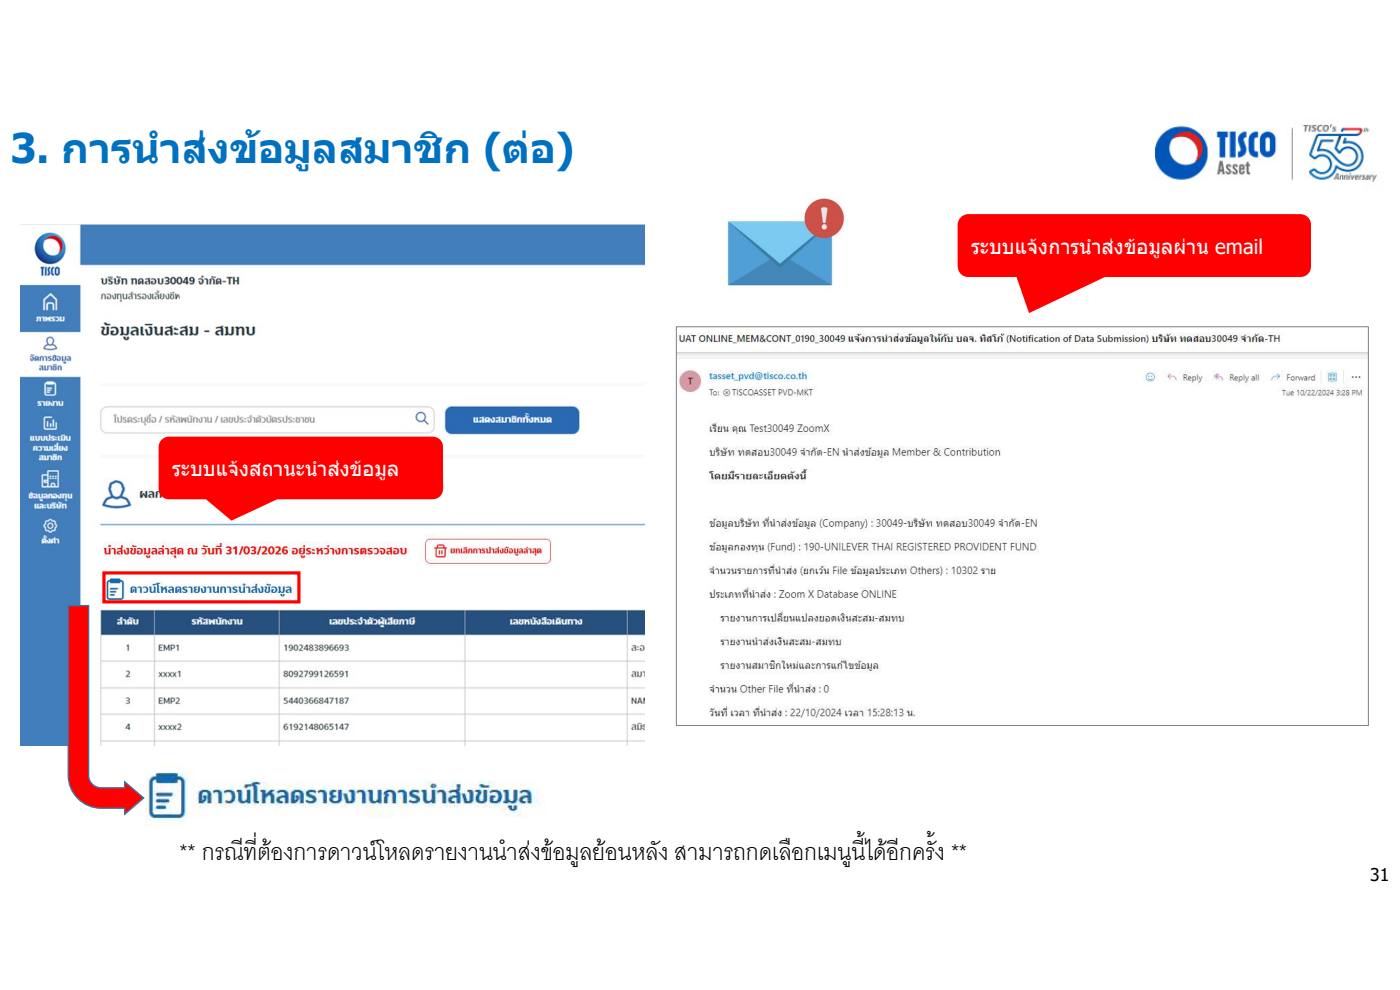 3. การนำส่งข้อมูลสมาชิก (ต่อ)
TISCO
Asset
TISCO's
55
th
Anniversary
TISCO
ภาพรวม
จัดการข้อมูล
สมาชิก
รายงาน
แบบประเมิน
ความเสี่ยง
สมาชิก
ข้อมูลกองทุน
และบริษัท
ตั้งค่า
บริษัท ทดสอบ30049 จำกัด-TH
กองทุนสำรองเลี้ยงชีพ
ข้อมูลเงินสะสม - สมทบ
โปรดระบุชื่อ / รหัสพนักงาน / เลขประจำตัวบัตรประชาชน
แสดงสมาชิกทั้งหมด
ระบบแจ้งสถานะนำส่งข้อมูล
นำส่งข้อมูลล่าสุด ณ วันที่ 31/03/2026 อยู่ระหว่างการตรวจสอบ
ยกเลิกการนำส่งข้อมูลล่าสุด
ดาวน์โหลดรายงานการนำส่งข้อมูล
ลำดับ รหัสพนักงาน เลขประจำตัวผู้เสียภาษี เลขหนังสือเดินทาง
1 EMP1 1902483896693
2 xxxx1 8092799126591
3 EMP2 5440366847187
4 xxxx2 6192148065147
ดาวน์โหลดรายงานการนำส่งข้อมูล
** กรณีที่ต้องการดาวน์โหลดรายงานนำส่งข้อมูลย้อนหลัง สามารถกดเลือกเมนูนี้ได้อีกครั้ง **
ระบบแจ้งการนำส่งข้อมูลผ่าน email
UAT ONLINE_MEM&CONT_0190_30049 แจ้งการนำส่งข้อมูลให้กับ บลจ. ทิสโก้ (Notification of Data Submission) บริษัท ทดสอบ30049 จำกัด-TH
T
tasset_pvd@tisco.co.th
To: TISCOASSET PVD-MKT
Reply Reply all Forward
Tue 10/22/2024 3:28 PM
เรียน คุณ Test30049 ZoomX
บริษัท ทดสอบ30049 จำกัด-EN นำส่งข้อมูล Member & Contribution
โดยมีรายละเอียดดังนี้
ข้อมูลบริษัท ที่นำส่งข้อมูล (Company) : 30049-บริษัท ทดสอบ30049 จำกัด-EN
ข้อมูลกองทุน (Fund) : 190-UNILEVER THAI REGISTERED PROVIDENT FUND
จำนวนรายการที่นำส่ง (ยกเว้น File ข้อมูลประเภท Others) : 10302 ราย
ประเภทที่นำส่ง : Zoom X Database ONLINE
รายงานการเปลี่ยนแปลงยอดเงินสะสม-สมทบ
รายงานนำส่งเงินสะสม-สมทบ
รายงานสมาชิกใหม่และการแก้ไขข้อมูล
จำนวน Other File ที่นำส่ง : 0
วันที่ เวลา ที่นำส่ง : 22/10/2024 เวลา 15:28:13 น.
31